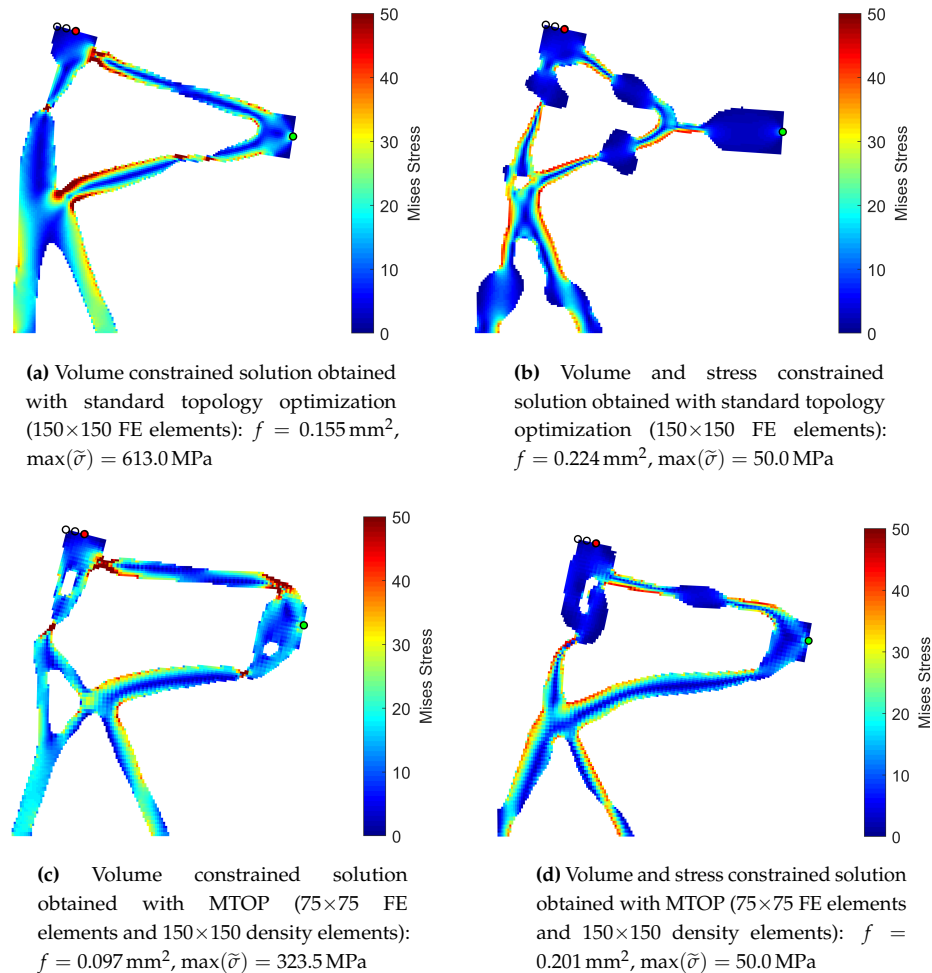 50
40
30
20
10
0
Mises Stress
50
40
30
20
10
0
Mises Stress
(a) Volume constrained solution obtained
with standard topology optimization
(150×150 FE elements): f = 0.155 mm²,
max(σ̃) = 613.0 MPa
(b) Volume and stress constrained
solution obtained with standard topology
optimization (150×150 FE elements):
f = 0.224 mm², max(σ̃) = 50.0 MPa
50
40
30
20
10
0
Mises Stress
50
40
30
20
10
0
Mises Stress
(c) Volume constrained solution
obtained with MTOP (75×75 FE
elements and 150×150 density elements):
f = 0.097 mm², max(σ̃) = 323.5 MPa
(d) Volume and stress constrained solution
obtained with MTOP (75×75 FE elements
and 150×150 density elements): f =
0.201 mm², max(σ̃) = 50.0 MPa